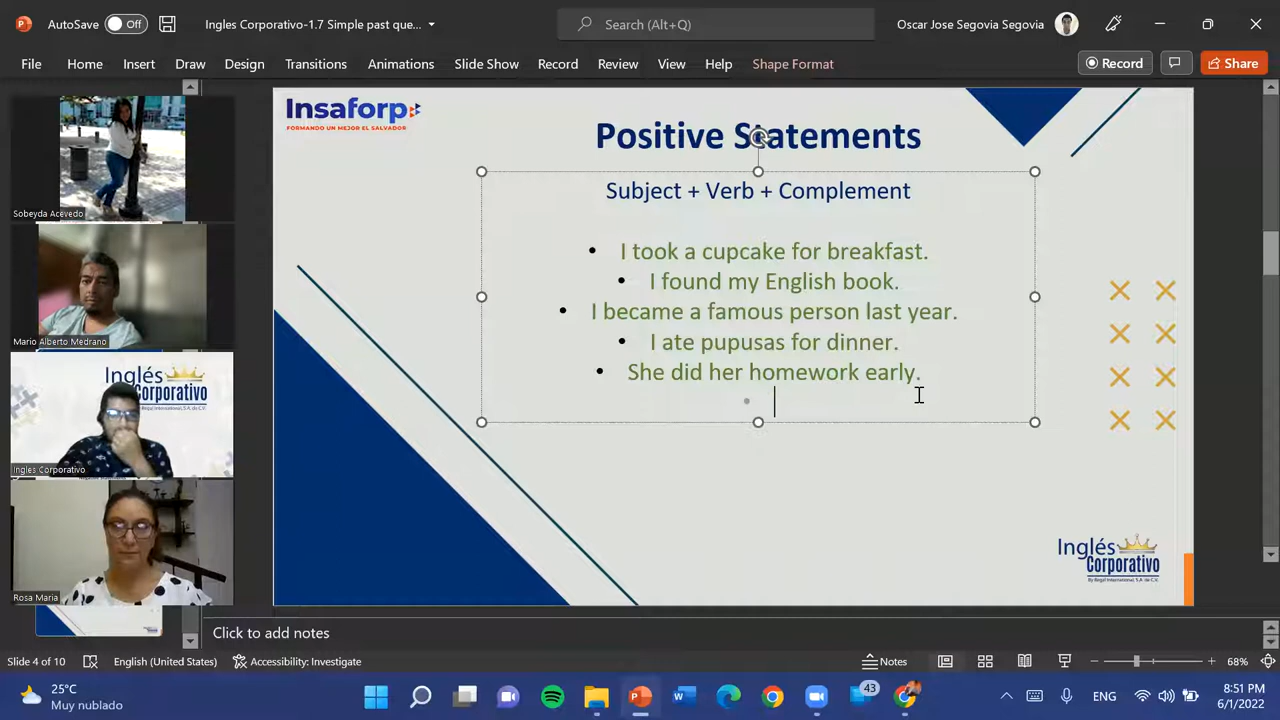 AutoSave
Off
Ingles Corporativo-1.7 Simple past que...
Search (Alt+Q)
Oscar Jose Segovia Segovia
File
Home
Insert
Draw
Design
Transitions
Animations
Slide Show
Record
Review
View
Help
Shape Format
Record
Share
Insaforp
FORMANDO UN MEJOR EL SALVADOR
Positive Statements
Subject + Verb + Complement
• I took a cupcake for breakfast.
• I found my English book.
• I became a famous person last year.
• I ate pupusas for dinner.
• She did her homework early.
Sobeyda Acevedo
Mario Alberto Medrano
Inglés
Corporativo
Ingles Corporativo
Rosa Maria
Inglés
Corporativo
By Regal International, S.A. de C.V.
Click to add notes
Slide 4 of 10
English (United States)
Accessibility: Investigate
Notes
68%
25°C
Muy nublado
43
ENG
8:51 PM
6/1/2022